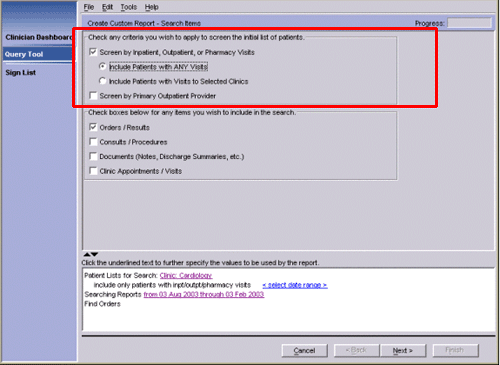 File Edit Tools Help
Create Custom Report - Search Items Progress:
Clinician Dashboard
Query Tool
Sign List
Check any criteria you wish to apply to screen the initial list of patients.
Screen by Inpatient, Outpatient, or Pharmacy Visits
Include Patients with ANY Visits
Include Patients with Visits to Selected Clinics
Screen by Primary Outpatient Provider
Check boxes below for any items you wish to include in the search.
Orders / Results
Consults / Procedures
Documents (Notes, Discharge Summaries, etc.)
Clinic Appointments / Visits
Click the underlined text to further specify the values to be used by the report.
Patient Lists for Search: Clinic: Cardiology
include only patients with inpt/outpt/pharmacy visits < select date range >
Searching Reports from 03 Aug 2003 through 03 Feb 2003
Find Orders
Cancel < Back Next > Finish